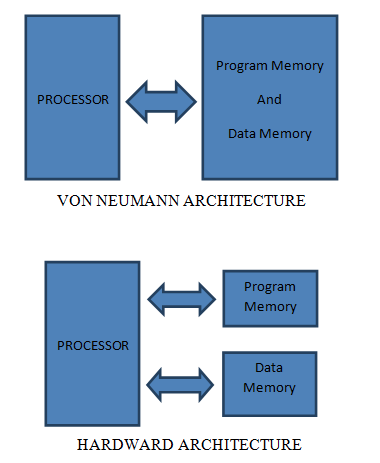 PROCESSOR
Program Memory
And
Data Memory
VON NEUMANN ARCHITECTURE
PROCESSOR
Program
Memory
Data
Memory
HARDWARD ARCHITECTURE